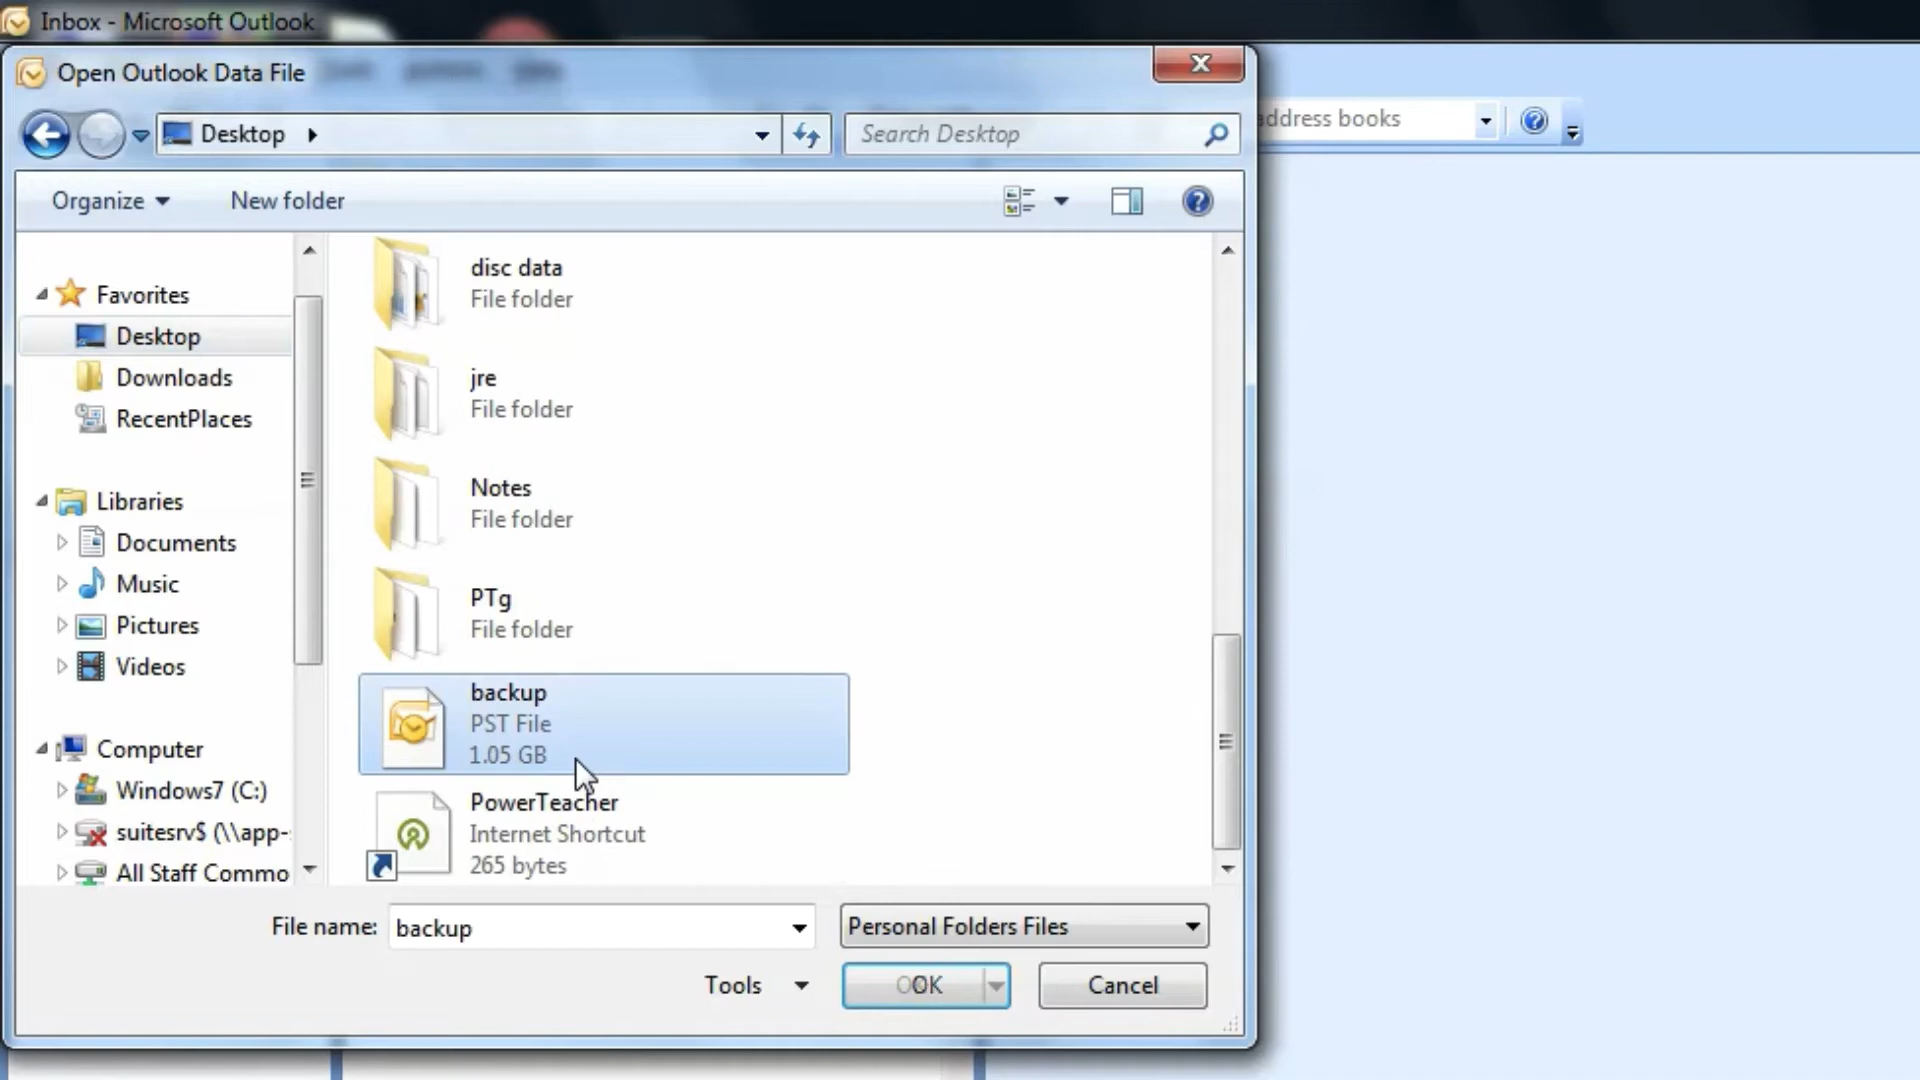 Inbox - Microsoft Outlook
Open Outlook Data File
Desktop
Search Desktop
address books
Organize
New folder
Favorites
Desktop
Downloads
RecentPlaces
Libraries
Documents
Music
Pictures
Videos
Computer
Windows7 (C:)
suitesrv$ (\\app-
All Staff Commo
disc data
File folder
jre
File folder
Notes
File folder
PTg
File folder
backup
PST File
1.05 GB
PowerTeacher
Internet Shortcut
265 bytes
File name: backup
Personal Folders Files
Tools
OK
Cancel